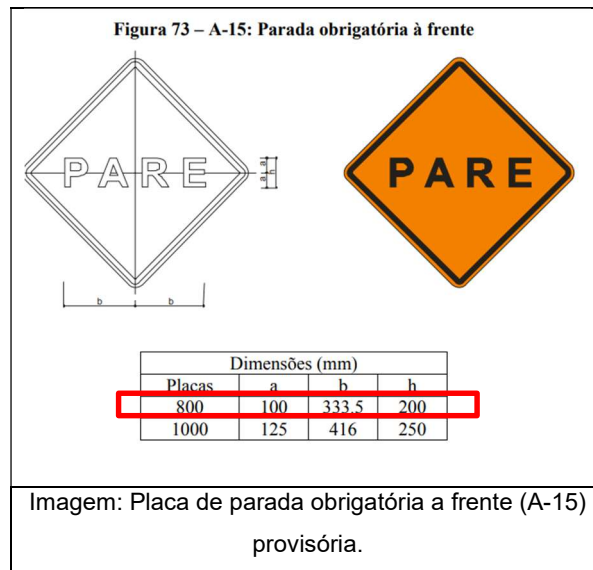 Figura 73 – A-15: Parada obrigatória à frente
PARE
a
a
h
b
b
PARE
Dimensões (mm)
Placas a b h
800 100 333.5 200
1000 125 416 250
Imagem: Placa de parada obrigatória a frente (A-15)
provisória.